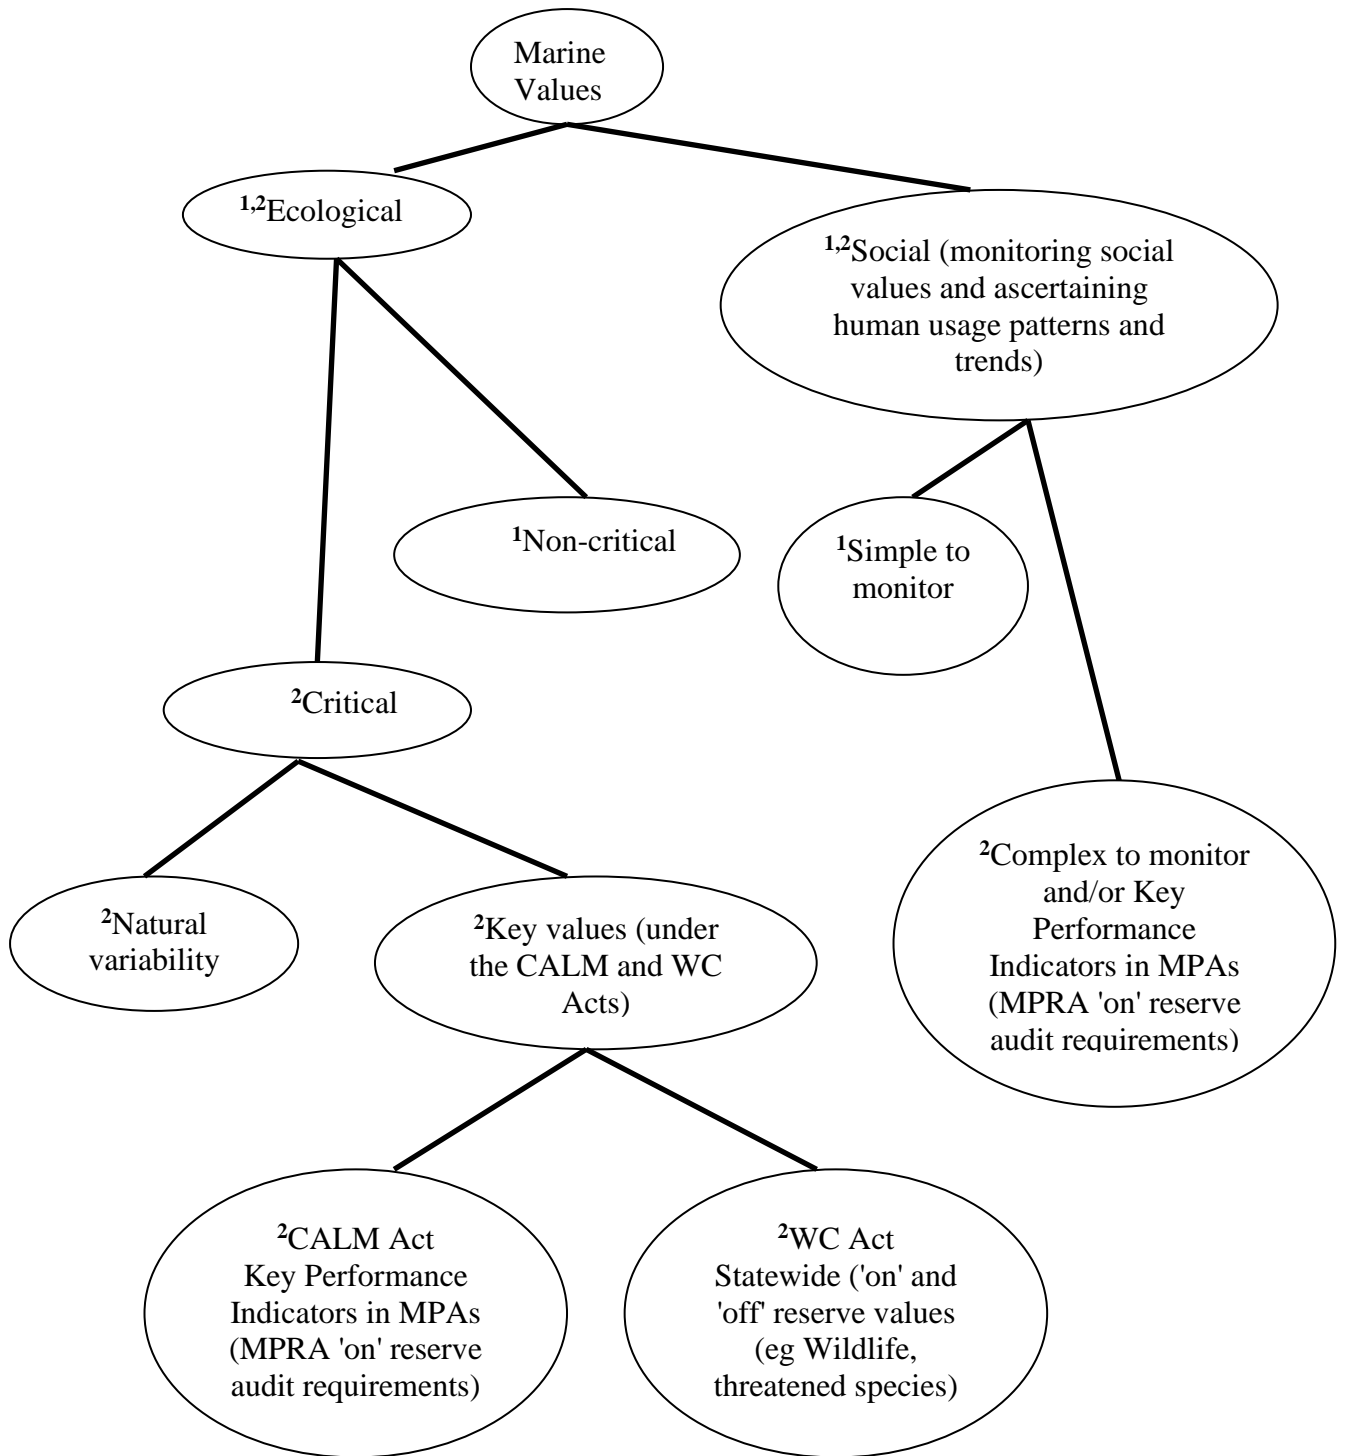 Marine
Values
1,2Ecological
1,2Social (monitoring social
values and ascertaining
human usage patterns and
trends)
1Non-critical
1Simple to
monitor
2Critical
2Natural
variability
2Key values (under
the CALM and WC
Acts)
2Complex to monitor
and/or Key
Performance
Indicators in MPAs
(MPRA 'on' reserve
audit requirements)
2CALM Act
Key Performance
Indicators in MPAs
(MPRA 'on' reserve
audit requirements)
2WC Act
Statewide ('on' and
'off' reserve values
(eg Wildlife,
threatened species)